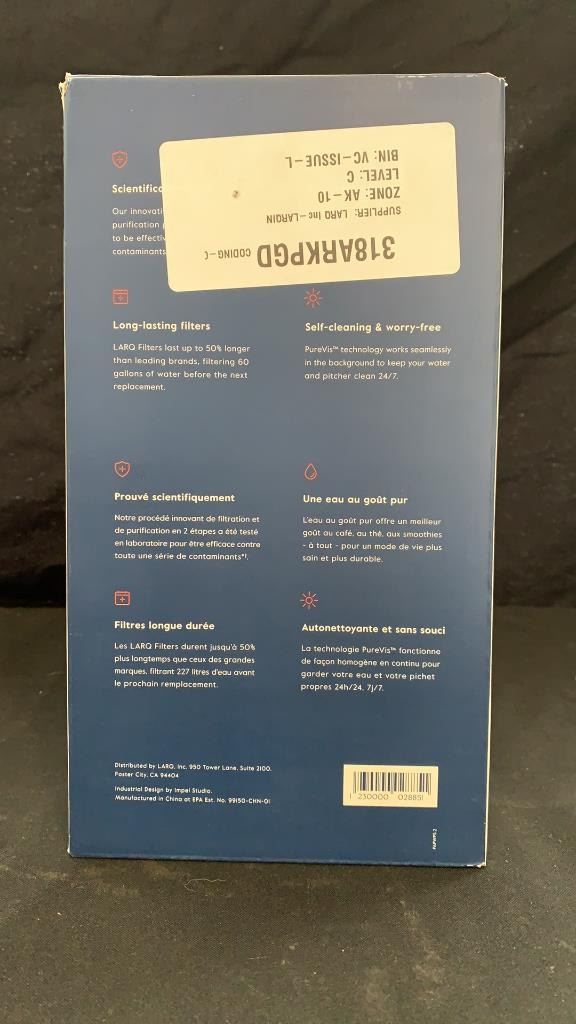 318ARKPGD CODING-C
SUPPLIER: LARQ Inc-LARQIN
ZONE: AK-10
LEVEL: C
BIN: VC-ISSUE-L
Our
purification
to be
contaminants
Long-lasting filters
LARQ Filters last up to 50% longer
than leading brands, filtering 60
gallons of water before the next
replacement.
Self-cleaning & worry-free
PureVis™ technology works seamlessly
in the background to keep your water
and pitcher clean 24/7.
Prouvé scientifiquement
Notre procédé innovant de filtration et
de purification en 2 étapes a été testé
en laboratoire pour être efficace contre
toute une série de contaminants*†.
Une eau au goût pur
L'eau au goût pur offre un meilleur
goût au café, au thé, aux smoothies
- à tout - pour un mode de vie plus
sain et plus durable.
Filtres longue durée
Les LARQ Filters durent jusqu'à 50%
plus longtemps que ceux des grandes
marques, filtrant 227 litres d'eau avant
le prochain remplacement.
Autonettoyante et sans souci
La technologie PureVis™ fonctionne
de façon homogène en continu pour
garder votre eau et votre pichet
propres 24h/24, 7j/7.
Distributed by LARQ, Inc. 950 Tower Lane, Suite 2100,
Foster City, CA 94404
Industrial Design by Impel Studio.
Manufactured in China at EPA Est. No. 99150-CHN-01
1 230000 028851